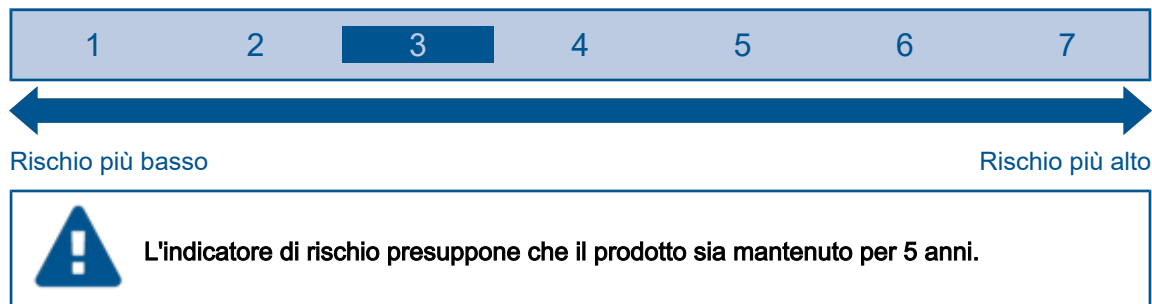 1 2 3 4 5 6 7
Rischio più basso Rischio più alto
L'indicatore di rischio presuppone che il prodotto sia mantenuto per 5 anni.